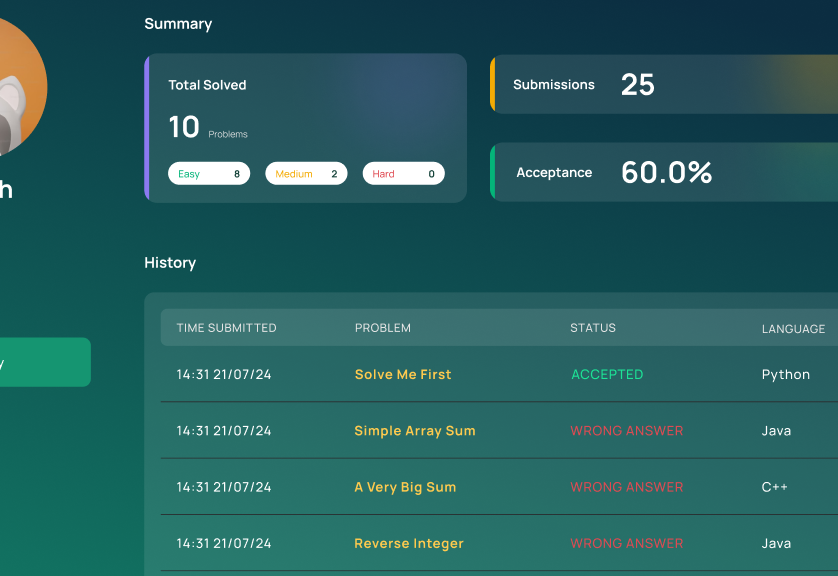 Summary
Total Solved
10 Problems
Easy 8 Medium 2 Hard 0
Submissions 25
Acceptance 60.0%
h
y
History
TIME SUBMITTED PROBLEM STATUS LANGUAGE
14:31 21/07/24 Solve Me First ACCEPTED Python
14:31 21/07/24 Simple Array Sum WRONG ANSWER Java
14:31 21/07/24 A Very Big Sum WRONG ANSWER C++
14:31 21/07/24 Reverse Integer WRONG ANSWER Java